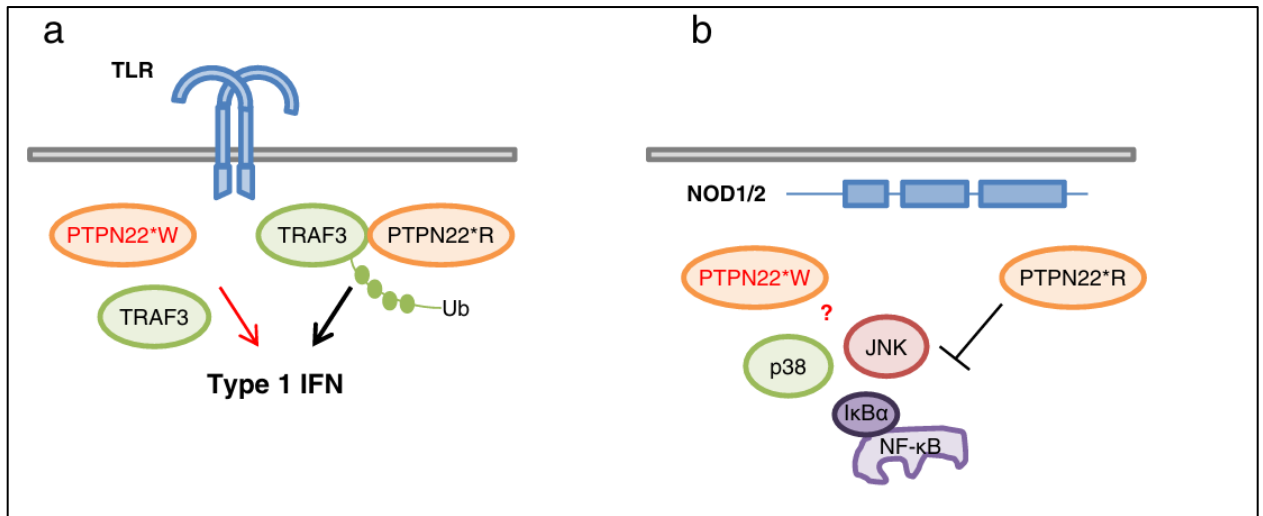 a
TLR
PTPN22*W
TRAF3
PTPN22*R
TRAF3
Ub
Type 1 IFN
b
NOD1/2
PTPN22*W
PTPN22*R
?
JNK
p38
IκBα
NF-κB